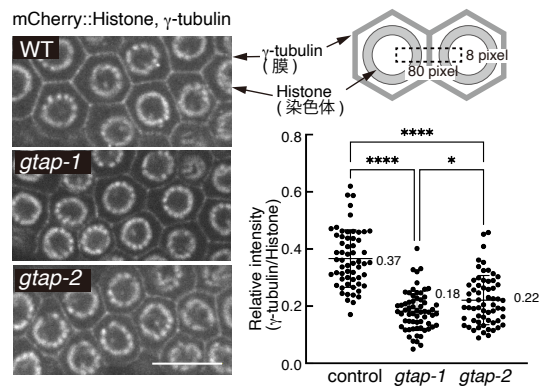 mCherry::Histone, γ-tubulin
WT
gtap-1
gtap-2
γ-tubulin
(膜)
Histone
(染色体)
8 pixel
80 pixel
Relative intensity
(γ-tubulin/Histone)
0.8
0.6
0.4
0.2
0.0
****
**** *
0.37
0.18
0.22
control gtap-1 gtap-2